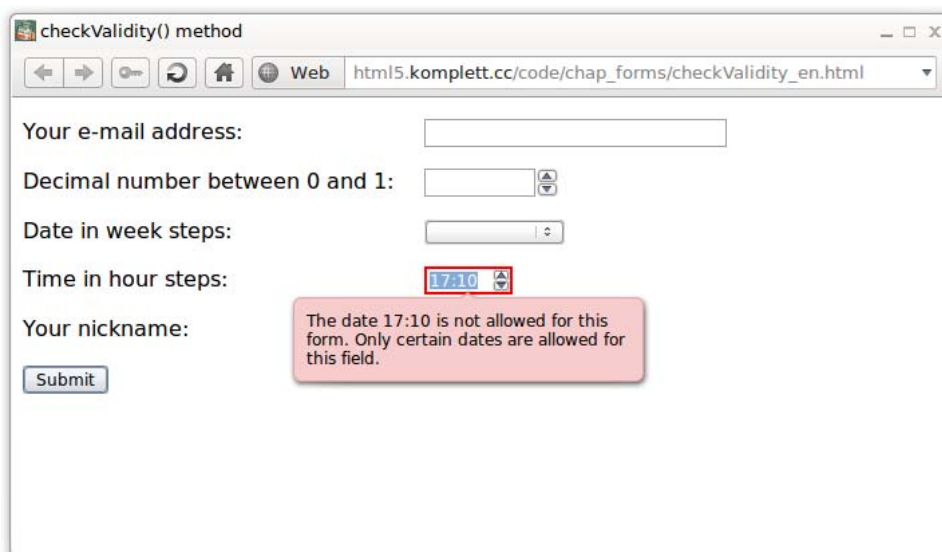 checkValidity() method
Web html5.komplett.cc/code/chap_forms/checkValidity_en.html
Your e-mail address:
Decimal number between 0 and 1:
Date in week steps:
Time in hour steps: 17:10
The date 17:10 is not allowed for this
form. Only certain dates are allowed for
this field.
Your nickname:
Submit